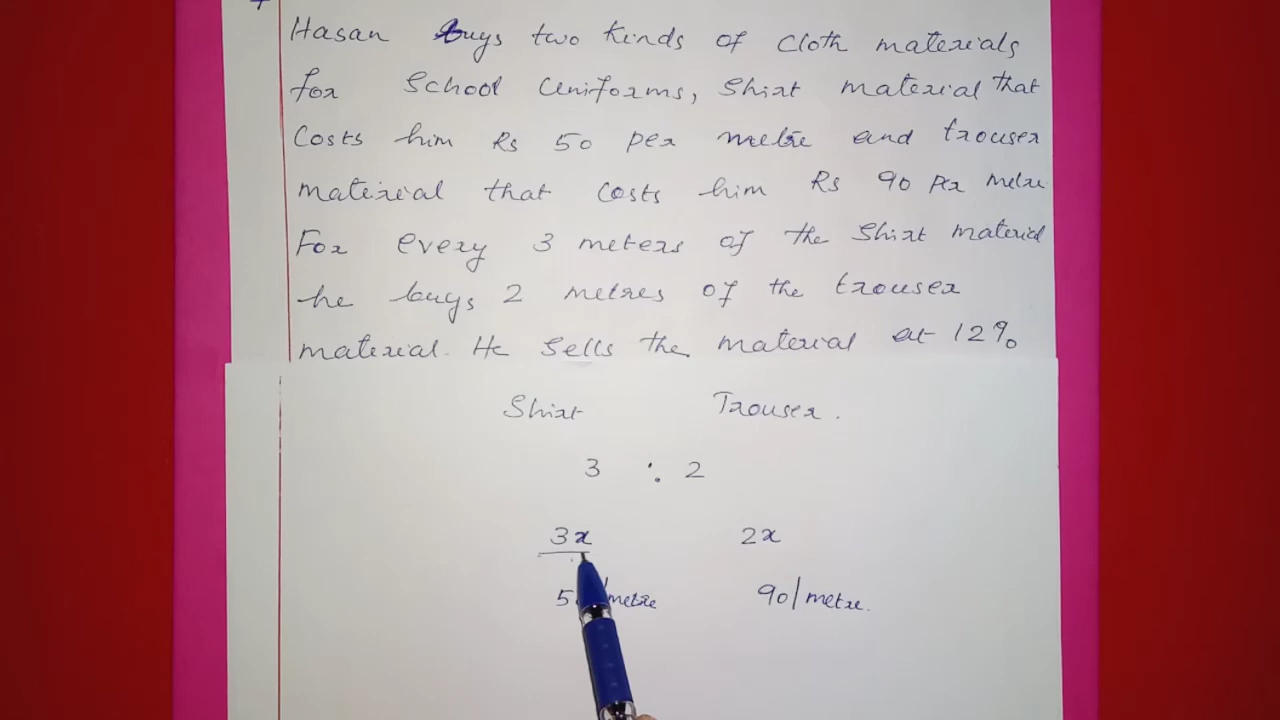 Hasan buys two kinds of cloth materials
for School Uniforms, Shirt material that
Costs him Rs 50 per metre and trouser
material that costs him Rs 90 per metre
For every 3 meters of the Shirt material
he buys 2 metres of the trouser
material. He sells the material at 12%
Shirt Trouser.
3 : 2
3x 2x
/metre 90/metre.